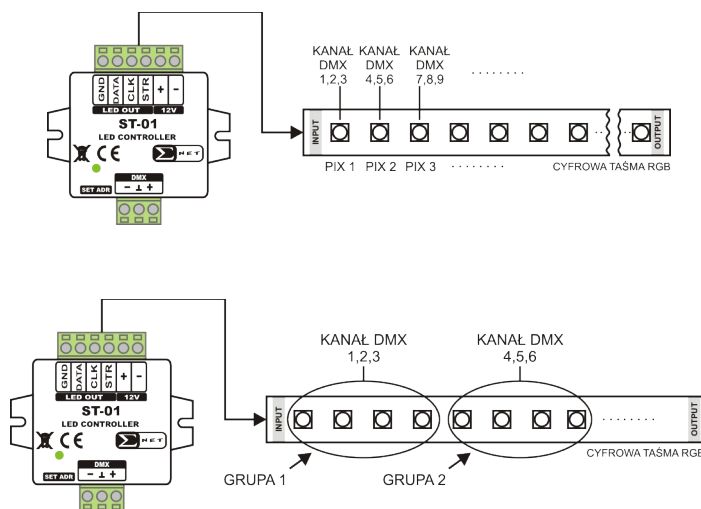 KANAŁ KANAŁ KANAŁ
DMX DMX DMX
1,2,3 4,5,6 7,8,9
GND DATA CLK STR + -
LED OUT 12V
ST-01
LED CONTROLLER
CE
NET
DMX
SET ADR - ⊥ +
INPUT
OUTPUT
PIX 1 PIX 2 PIX 3 ........
CYFROWA TAŚMA RGB
KANAŁ DMX
1,2,3
KANAŁ DMX
4,5,6
GND DATA CLK STR + -
LED OUT 12V
ST-01
LED CONTROLLER
CE
NET
DMX
SET ADR - ⊥ +
INPUT
OUTPUT
CYFROWA TAŚMA RGB
GRUPA 1
GRUPA 2